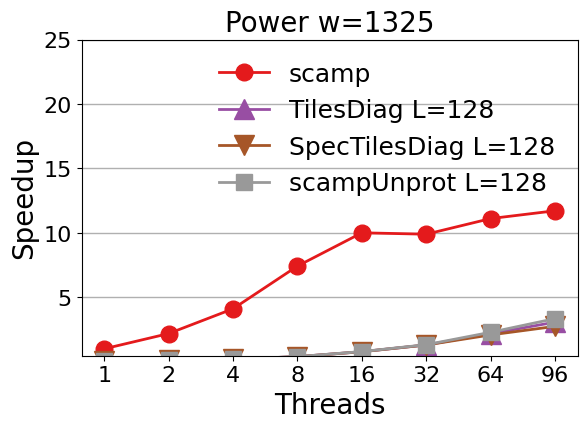 Power w=1325
25
20
15
10
5
Speedup
scamp
TilesDiag L=128
SpecTilesDiag L=128
scampUnprot L=128
1 2 4 8 16 32 64 96
Threads